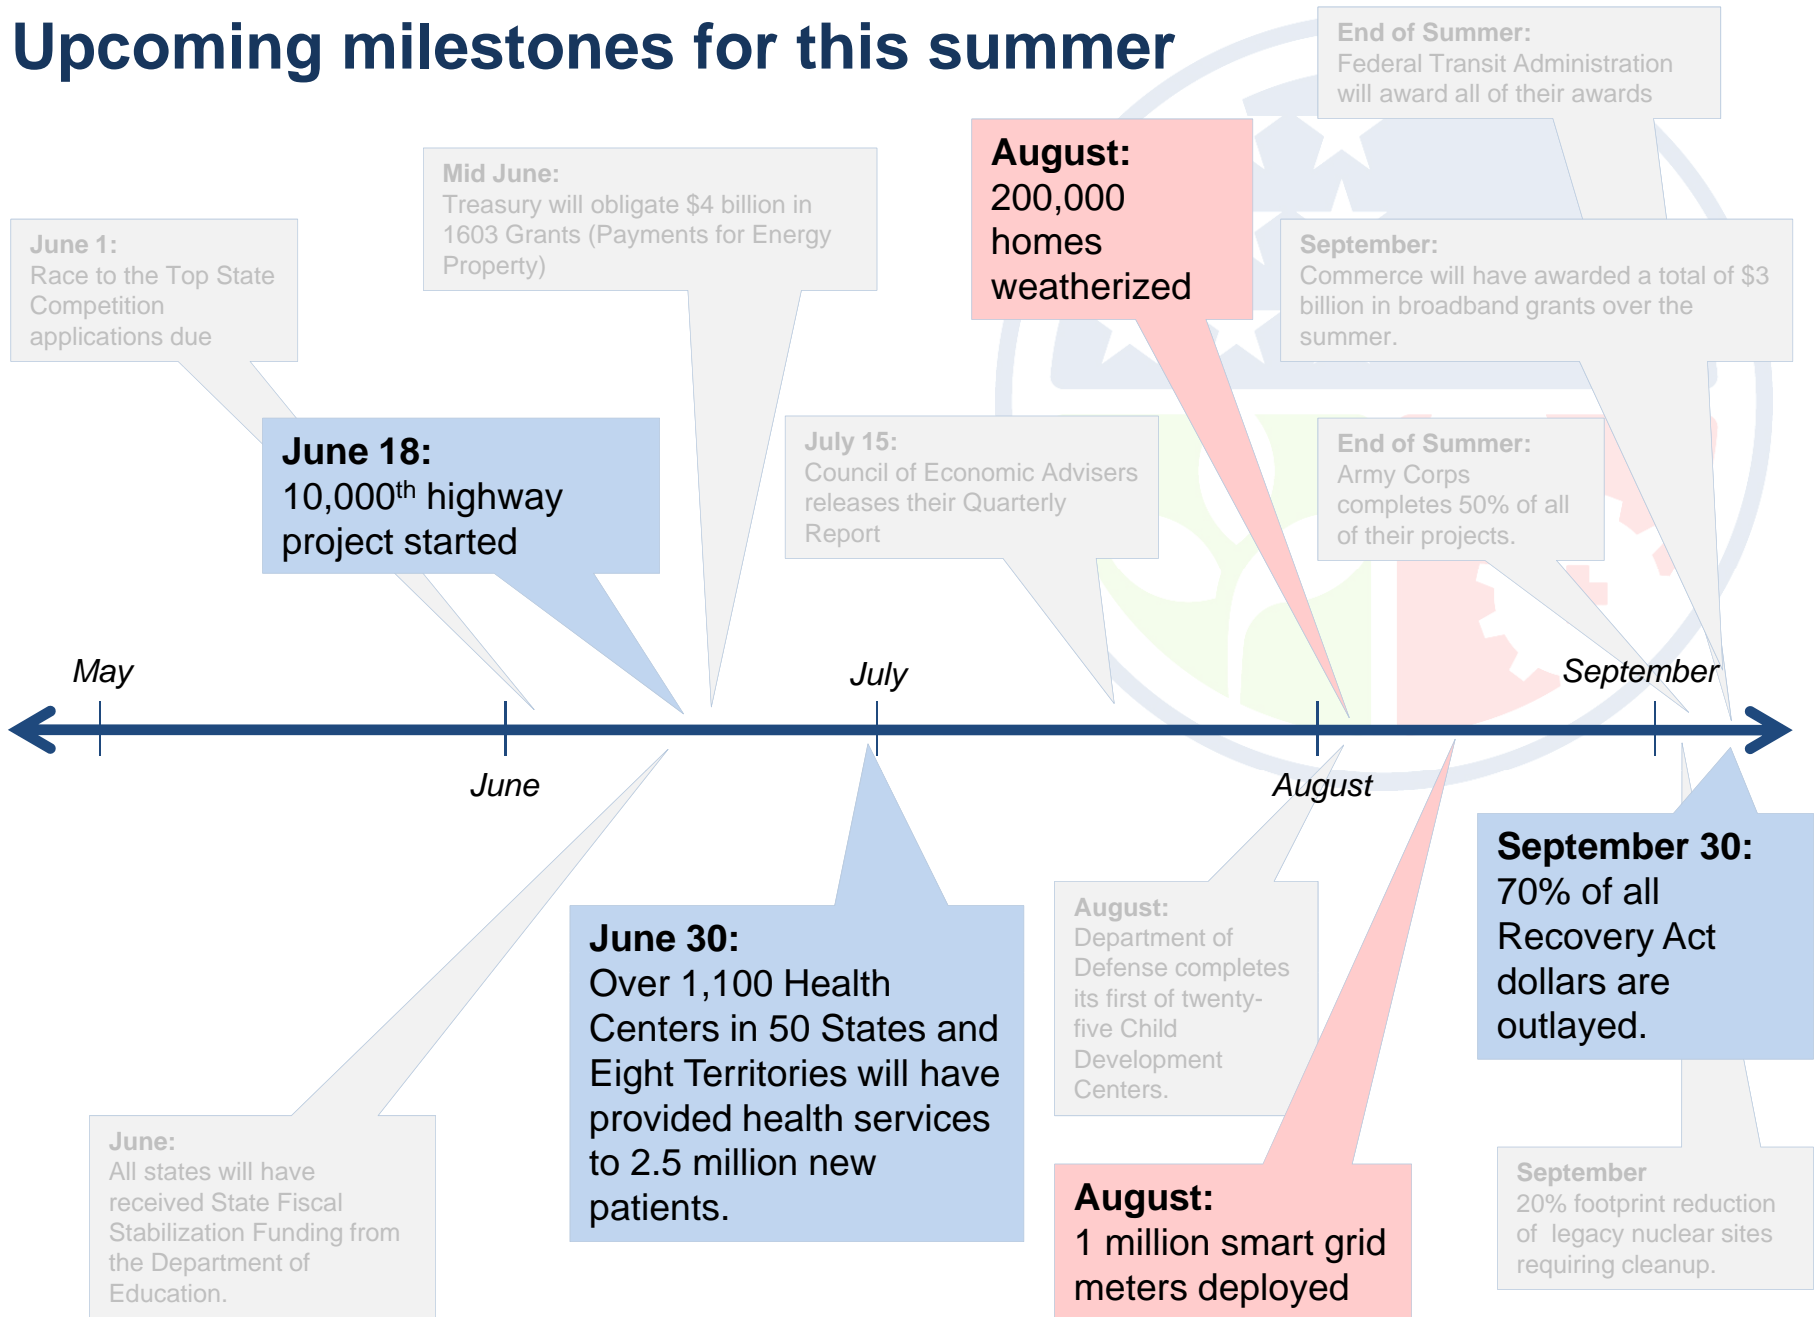 Upcoming milestones for this summer
End of Summer:
Federal Transit Administration
will award all of their awards
August:
200,000
homes
weatherized
Mid June:
Treasury will obligate $4 billion in
1603 Grants (Payments for Energy
Property)
June 1:
Race to the Top State
Competition
applications due
September:
Commerce will have awarded a total of $3
billion in broadband grants over the
summer.
June 18:
10,000th highway
project started
July 15:
Council of Economic Advisers
releases their Quarterly
Report
End of Summer:
Army Corps
completes 50% of all
of their projects.
May
July
September
June
August
September 30:
70% of all
Recovery Act
dollars are
outlayed.
August:
Department of
Defense completes
its first of twenty-
five Child
Development
Centers.
June 30:
Over 1,100 Health
Centers in 50 States and
Eight Territories will have
provided health services
to 2.5 million new
patients.
June:
All states will have
received State Fiscal
Stabilization Funding from
the Department of
Education.
August:
1 million smart grid
meters deployed
September
20% footprint reduction
of legacy nuclear sites
requiring cleanup.